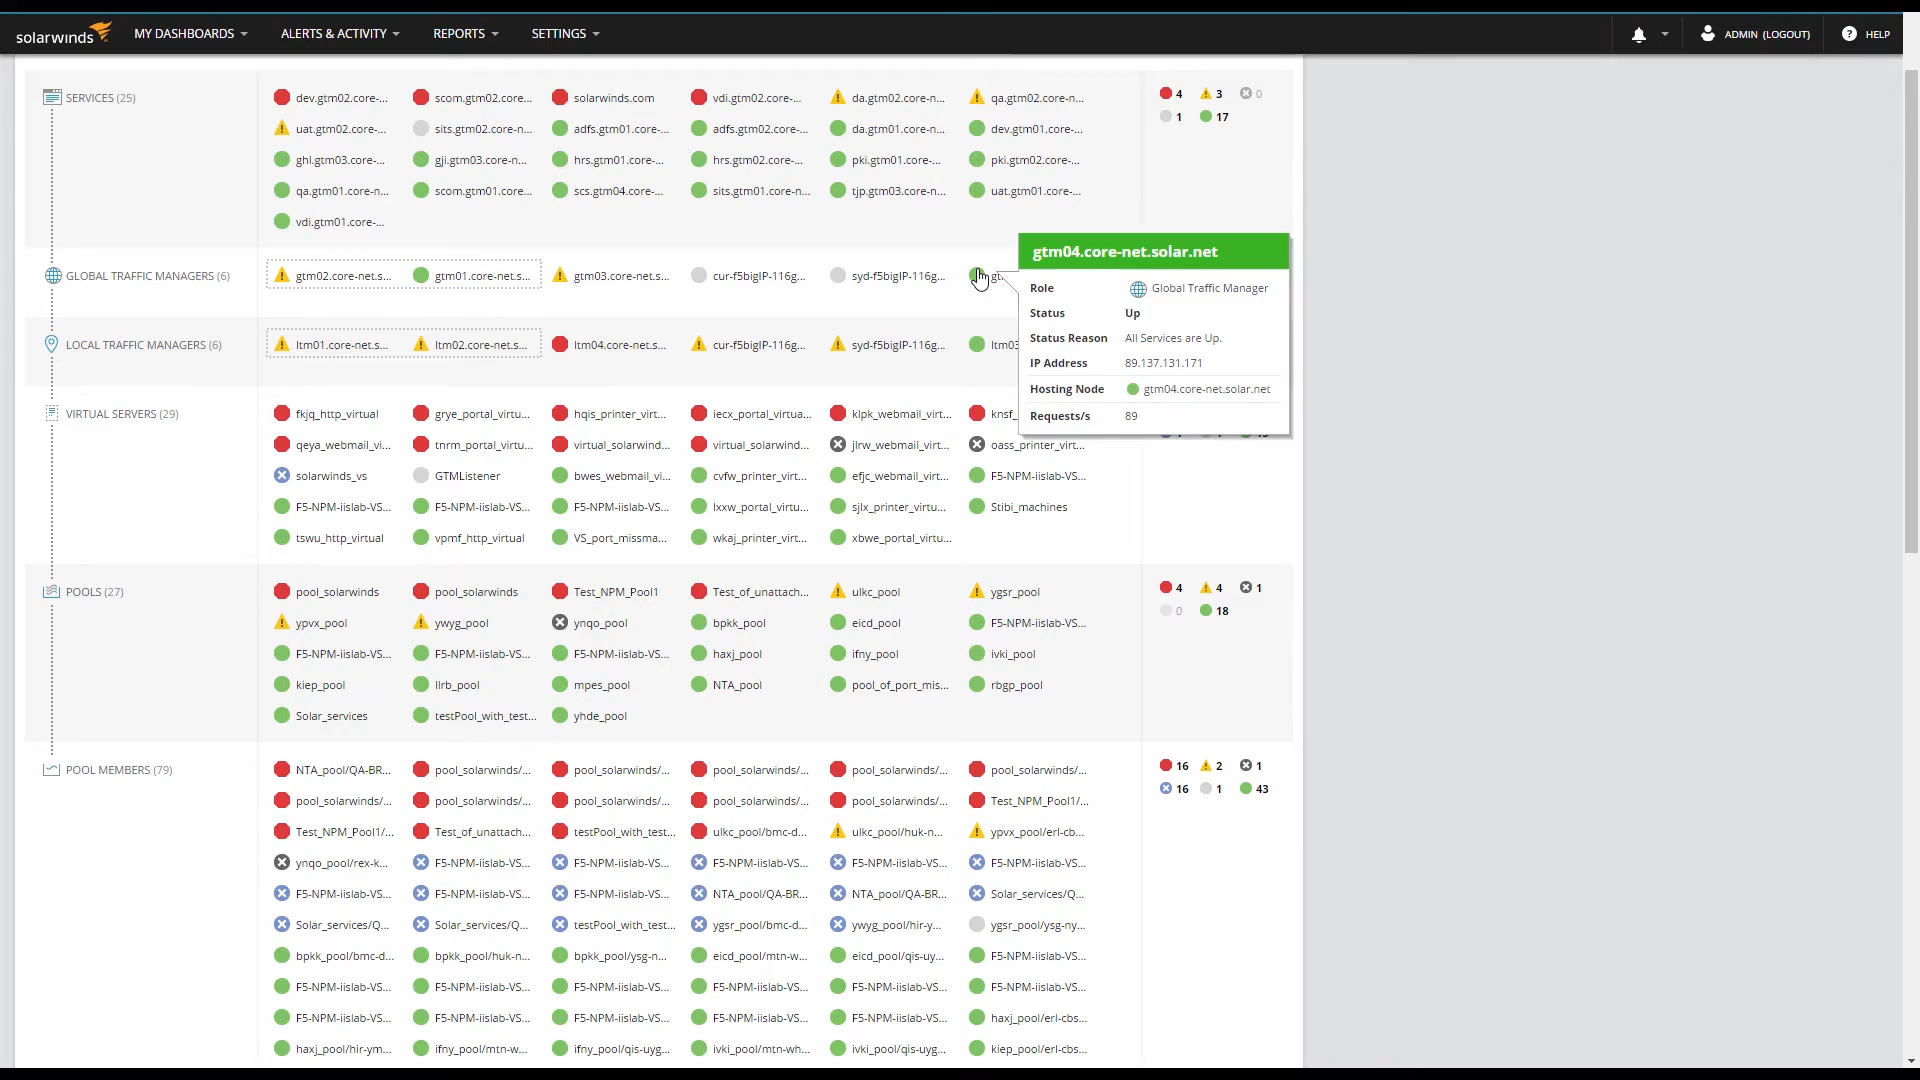 solarwinds MY DASHBOARDS ALERTS & ACTIVITY REPORTS SETTINGS ADMIN (LOGOUT) ? HELP
SERVICES (25) dev.gtm02.core-... scom.gtm02.core... solarwinds.com vdi.gtm02.core-... da.gtm02.core-n... qa.gtm02.core-n... 4 3 0
uat.gtm02.core-... sits.gtm02.core-n... adfs.gtm01.core-... adfs.gtm02.core-... da.gtm01.core-n... dev.gtm01.core-... 1 17
ghl.gtm03.core-... gji.gtm03.core-n... hrs.gtm01.core-... hrs.gtm02.core-... pki.gtm01.core-... pki.gtm02.core-...
qa.gtm01.core-n... scom.gtm01.core... scs.gtm04.core-... sits.gtm01.core-n... tjp.gtm03.core-n... uat.gtm01.core-...
vdi.gtm01.core-...
GLOBAL TRAFFIC MANAGERS (6) gtm02.core-net.s... gtm01.core-net.s... gtm03.core-net.s... cur-f5bigIP-116g... syd-f5bigIP-116g...
gtm04.core-net.solar.net
Role Global Traffic Manager
Status Up
Status Reason All Services are Up.
IP Address 89.137.131.171
Hosting Node gtm04.core-net.solar.net
Requests/s 89
LOCAL TRAFFIC MANAGERS (6) ltm01.core-net.s... ltm02.core-net.s... ltm04.core-net.s... cur-f5bigIP-116g... syd-f5bigIP-116g... ltm03
VIRTUAL SERVERS (29) fkjq_http_virtual grye_portal_virtu... hqis_printer_virt... iecx_portal_virtua... klpk_webmail_virt... knsf_
qeya_webmail_vi... tnrm_portal_virtu... virtual_solarwind... virtual_solarwind... jlrw_webmail_virt... oass_printer_virt...
solarwinds_vs GTMListener bwes_webmail_vi... cvfw_printer_virt... efjc_webmail_virt... F5-NPM-iislab-VS...
F5-NPM-iislab-VS... F5-NPM-iislab-VS... F5-NPM-iislab-VS... lxxw_portal_virtu... sjlx_printer_virtu... Stibi_machines
tswu_http_virtual vpmf_http_virtual VS_port_missma... wkaj_printer_virt... xbwe_portal_virtu...
POOLS (27) pool_solarwinds pool_solarwinds Test_NPM_Pool1 Test_of_unattach... ulkc_pool ygsr_pool 4 4 1
ypvx_pool ywyg_pool ynqo_pool bpkk_pool eicd_pool F5-NPM-iislab-VS... 0 18
F5-NPM-iislab-VS... F5-NPM-iislab-VS... F5-NPM-iislab-VS... haxj_pool ifny_pool ivki_pool
kiep_pool llrb_pool mpes_pool NTA_pool pool_of_port_mis... rbgp_pool
Solar_services testPool_with_test... yhde_pool
POOL MEMBERS (79) NTA_pool/QA-BR... pool_solarwinds/... pool_solarwinds/... pool_solarwinds/... pool_solarwinds/... pool_solarwinds/... 16 2 1
pool_solarwinds/... pool_solarwinds/... pool_solarwinds/... pool_solarwinds/... pool_solarwinds/... Test_NPM_Pool1/... 16 1 43
Test_NPM_Pool1/... Test_of_unattach... testPool_with_test... ulkc_pool/bmc-d... ulkc_pool/huk-n... ypvx_pool/erl-cb...
ynqo_pool/rex-k... F5-NPM-iislab-VS... F5-NPM-iislab-VS... F5-NPM-iislab-VS... F5-NPM-iislab-VS... F5-NPM-iislab-VS...
F5-NPM-iislab-VS... F5-NPM-iislab-VS... F5-NPM-iislab-VS... NTA_pool/QA-BR... NTA_pool/QA-BR... Solar_services/Q...
Solar_services/Q... Solar_services/Q... testPool_with_test... ygsr_pool/bmc-d... ywyg_pool/hir-y... ygsr_pool/ysg-ny...
bpkk_pool/bmc-d... bpkk_pool/huk-n... bpkk_pool/ysg-n... eicd_pool/mtn-w... eicd_pool/qis-uy... F5-NPM-iislab-VS...
F5-NPM-iislab-VS... F5-NPM-iislab-VS... F5-NPM-iislab-VS... F5-NPM-iislab-VS... F5-NPM-iislab-VS... F5-NPM-iislab-VS...
F5-NPM-iislab-VS... F5-NPM-iislab-VS... F5-NPM-iislab-VS... F5-NPM-iislab-VS... F5-NPM-iislab-VS... haxj_pool/erl-cbs...
haxj_pool/hir-ym... ifny_pool/mtn-w... ifny_pool/qis-uyg... ivki_pool/mtn-wh... ivki_pool/qis-uyg... kiep_pool/erl-cbs...